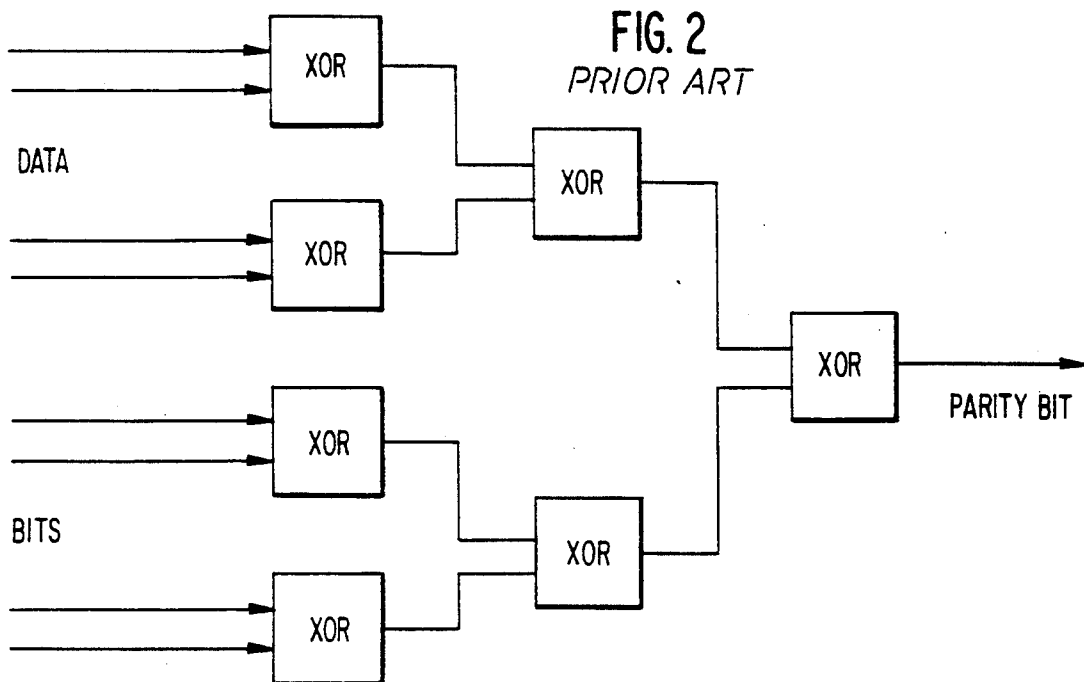 FIG. 2
PRIOR ART
XOR
XOR
XOR
XOR
XOR
XOR
XOR
DATA
BITS
PARITY BIT